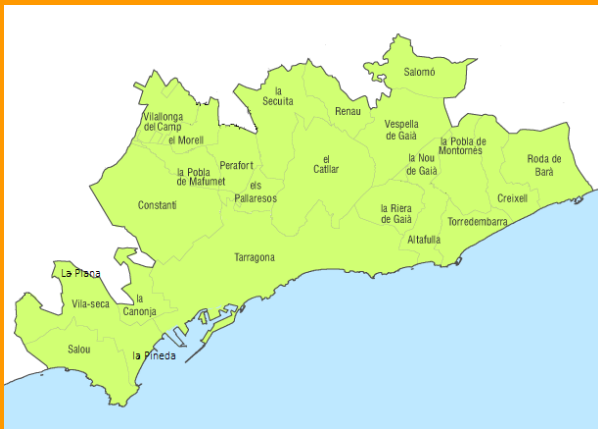 Salomó
la
Secuita
Renau
Vilallonga
del Camp
Vespella
de Gaià
el Morell
la Pobla de
Montornès
Perafort
el
Catllar
la Nou
de Gaià
Roda de
Barà
la Pobla
de Mafumet
els
Pallaresos
Creixell
Constantí
la Riera
de Gaià
Torredembarra
Altafulla
Tarragona
La Plana
Vila-seca
la
Canonja
Salou
la Pineda